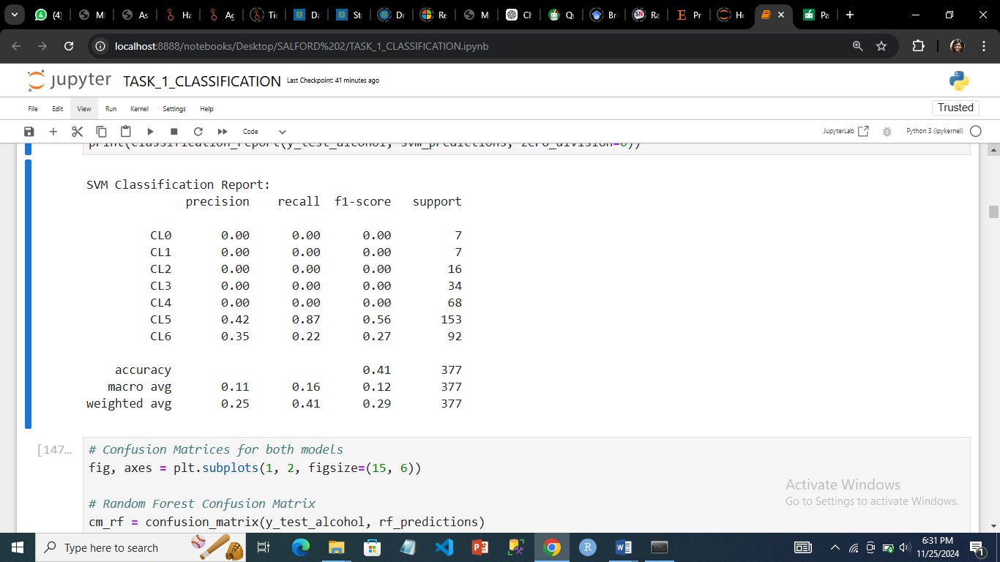 (4)
M
As
Ha
Ag
Ti
Da
St
Dr
Re
M
Cl
Qu
Br
Ra
Pr
Ho
Pa
localhost:8888/notebooks/Desktop/SALFORD%202/TASK_1_CLASSIFICATION.ipynb
jupyter TASK_1_CLASSIFICATION Last Checkpoint: 41 minutes ago
File Edit View Run Kernel Settings Help Trusted
Code JupyterLab Python 3 (ipykernel)
print(classification_report(y_test_alcohol, svm_predictions, zero_division=0))
SVM Classification Report:
precision recall f1-score support
CL0 0.00 0.00 0.00 7
CL1 0.00 0.00 0.00 7
CL2 0.00 0.00 0.00 16
CL3 0.00 0.00 0.00 34
CL4 0.00 0.00 0.00 68
CL5 0.42 0.87 0.56 153
CL6 0.35 0.22 0.27 92
accuracy 0.41 377
macro avg 0.11 0.16 0.12 377
weighted avg 0.25 0.41 0.29 377
[147…
# Confusion Matrices for both models
fig, axes = plt.subplots(1, 2, figsize=(15, 6))
# Random Forest Confusion Matrix
cm_rf = confusion_matrix(y_test_alcohol, rf_predictions)
Activate Windows
Go to Settings to activate Windows.
Type here to search
6:31 PM
11/25/2024
1